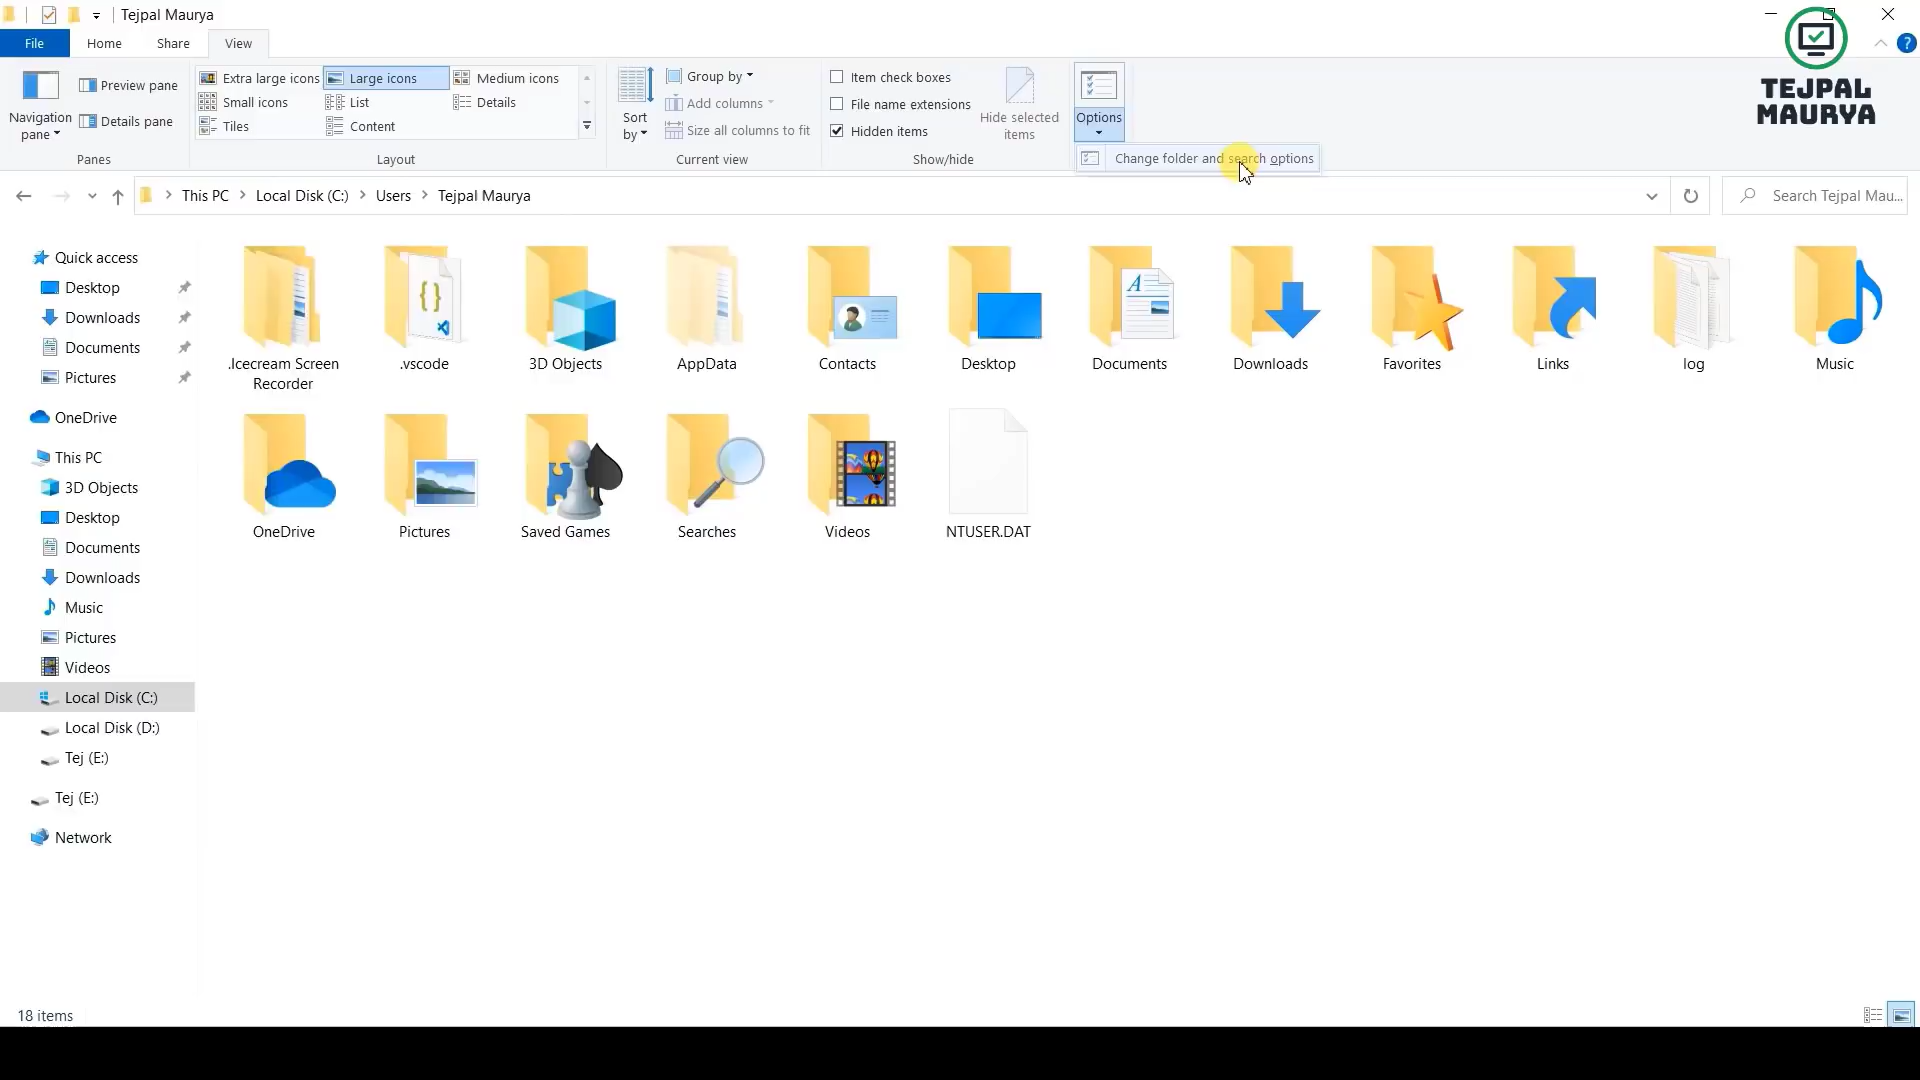 Tejpal Maurya
File
Home
Share
View
?
TEJPAL
MAURYA
Navigation
pane
Preview pane
Details pane
Panes
Extra large icons
Large icons
Medium icons
Small icons
List
Details
Tiles
Content
Layout
Sort
by
Group by
Add columns
Size all columns to fit
Current view
Item check boxes
File name extensions
Hidden items
Hide selected
items
Show/hide
Options
Change folder and search options
This PC
Local Disk (C:)
Users
Tejpal Maurya
Search Tejpal Mau...
Quick access
Desktop
Downloads
Documents
Pictures
OneDrive
This PC
3D Objects
Desktop
Documents
Downloads
Music
Pictures
Videos
Local Disk (C:)
Local Disk (D:)
Tej (E:)
Tej (E:)
Network
.Icecream Screen
Recorder
.vscode
3D Objects
AppData
Contacts
Desktop
Documents
Downloads
Favorites
Links
log
Music
OneDrive
Pictures
Saved Games
Searches
Videos
NTUSER.DAT
18 items